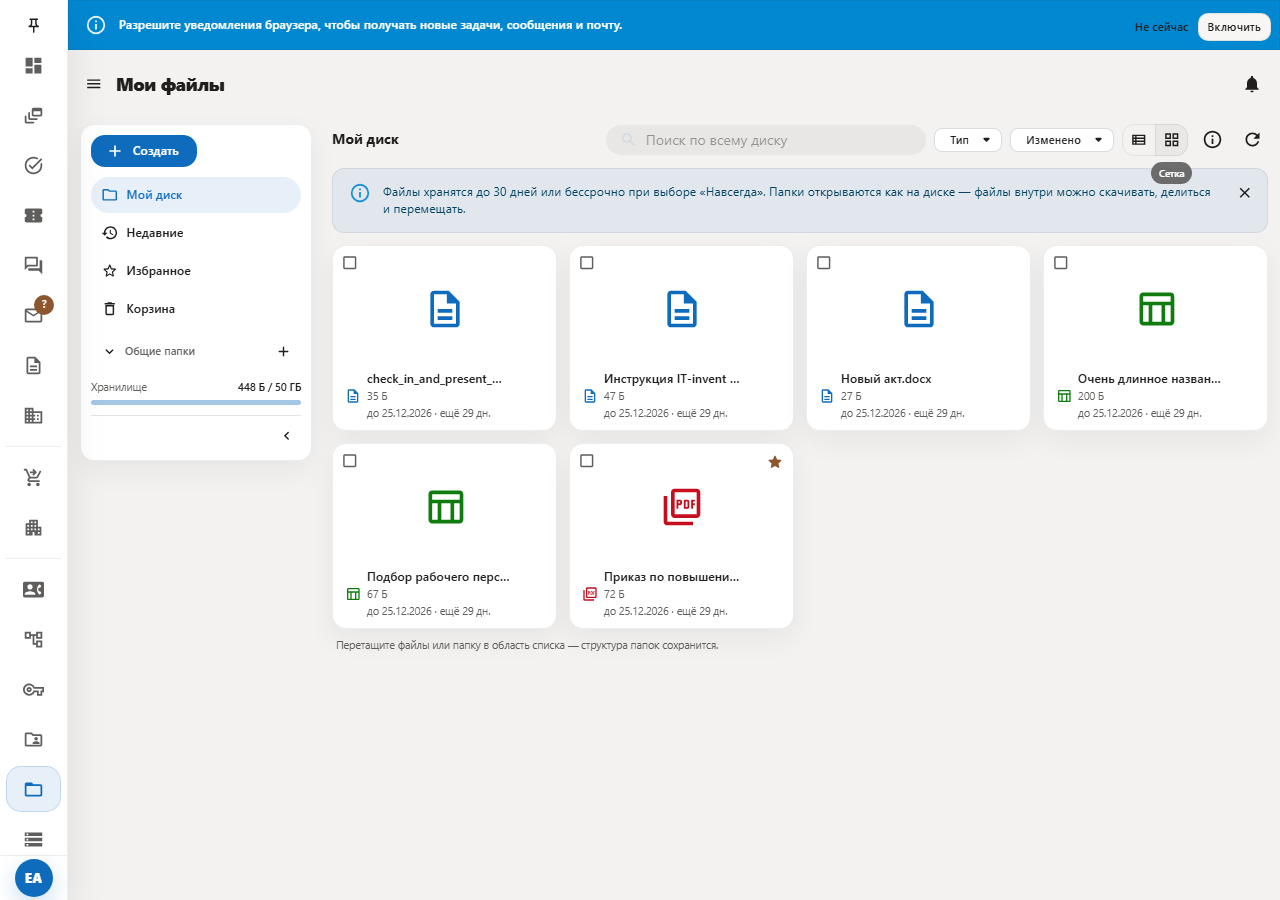 Разрешите уведомления браузера, чтобы получать новые задачи, сообщения и почту.
Не сейчас
Включить
Мои файлы
Создать
Мой диск
Недавние
Избранное
Корзина
Общие папки
Хранилище 448 Б / 50 ГБ
Мой диск
Поиск по всему диску
Тип
Изменено
Сетка
Файлы хранятся до 30 дней или бессрочно при выборе «Навсегда». Папки открываются как на диске — файлы внутри можно скачивать, делиться
и перемещать.
check_in_and_present_...
35 Б
до 25.12.2026 · ещё 29 дн.
Инструкция IT-invent ...
47 Б
до 25.12.2026 · ещё 29 дн.
Новый акт.docx
27 Б
до 25.12.2026 · ещё 29 дн.
Очень длинное назван...
200 Б
до 25.12.2026 · ещё 29 дн.
Подбор рабочего перс...
67 Б
до 25.12.2026 · ещё 29 дн.
PDF
Приказ по повышени...
72 Б
до 25.12.2026 · ещё 29 дн.
Перетащите файлы или папку в область списка — структура папок сохранится.
?
EA